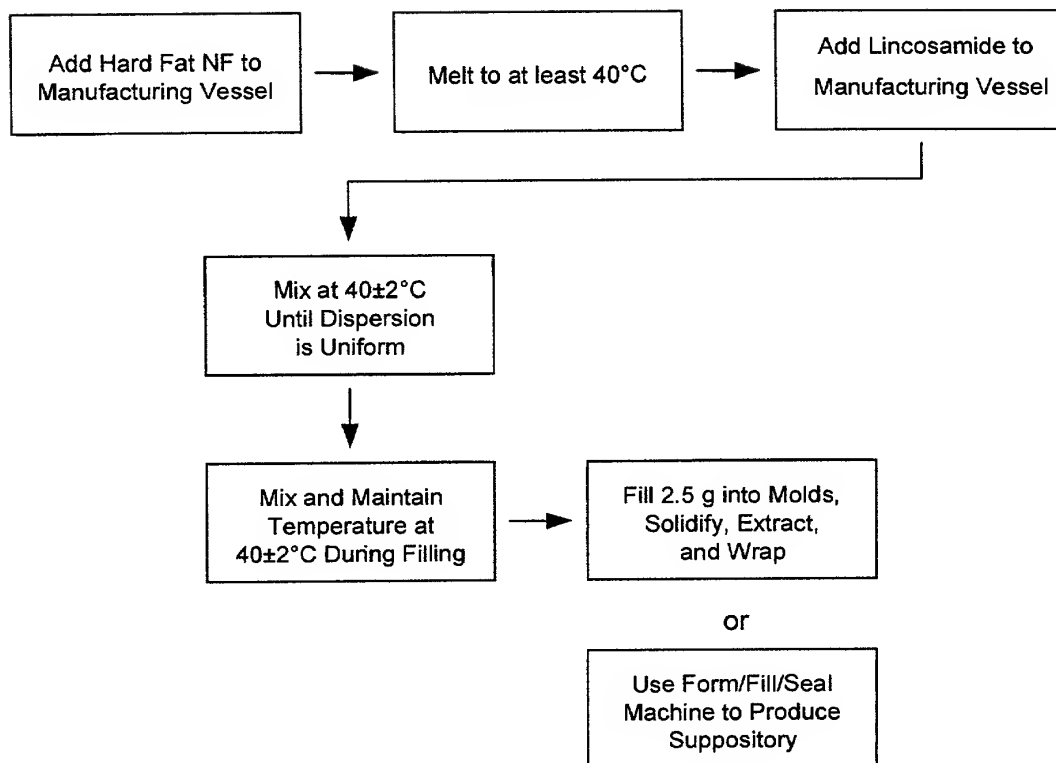 Add Hard Fat NF to
Manufacturing Vessel
Melt to at least 40°C
Add Lincosamide to
Manufacturing Vessel
Mix at 40±2°C
Until Dispersion
is Uniform
Mix and Maintain
Temperature at
40±2°C During Filling
Fill 2.5 g into Molds,
Solidify, Extract,
and Wrap
or
Use Form/Fill/Seal
Machine to Produce
Suppository